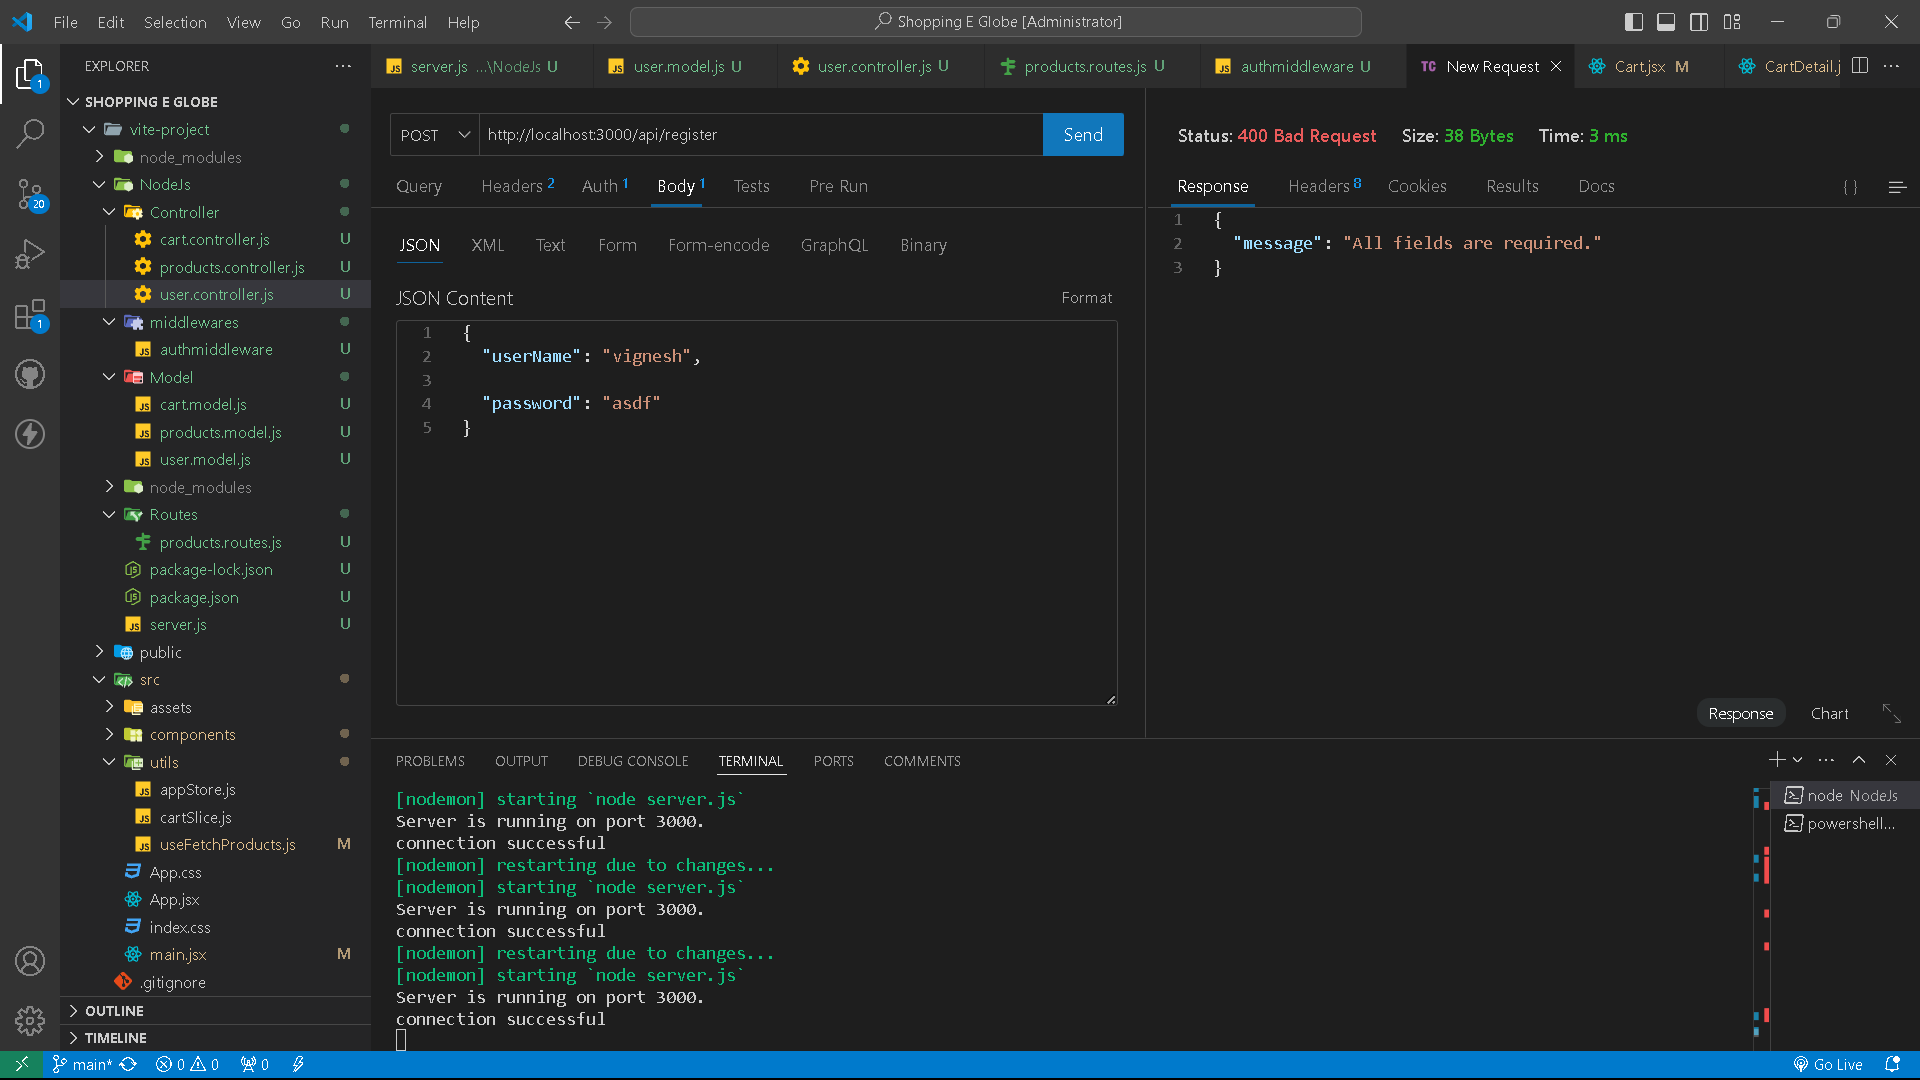 File Edit Selection View Go Run Terminal Help
Shopping E Globe [Administrator]
EXPLORER
SHOPPING E GLOBE
vite-project
node_modules
NodeJs
Controller
cart.controller.js U
products.controller.js U
user.controller.js U
middlewares
authmiddleware U
Model
cart.model.js U
products.model.js U
user.model.js U
node_modules
Routes
products.routes.js U
package-lock.json U
package.json U
server.js U
public
src
assets
components
utils
appStore.js
cartSlice.js
useFetchProducts.js M
App.css
App.jsx
index.css
main.jsx M
.gitignore
OUTLINE
TIMELINE
1
20
1
server.js ...\NodeJs U
user.model.js U
user.controller.js U
products.routes.js U
authmiddleware U
TC New Request
Cart.jsx M
CartDetail.j
POST http://localhost:3000/api/register Send
Query Headers 2 Auth 1 Body 1 Tests Pre Run
JSON XML Text Form Form-encode GraphQL Binary
JSON Content Format
1 {
2 "userName": "vignesh",
3
4 "password": "asdf"
5 }
Status: 400 Bad Request Size: 38 Bytes Time: 3 ms
Response Headers 8 Cookies Results Docs { }
1 {
2 "message": "All fields are required."
3 }
Response Chart
PROBLEMS OUTPUT DEBUG CONSOLE TERMINAL PORTS COMMENTS
[nodemon] starting `node server.js`
Server is running on port 3000.
connection successful
[nodemon] restarting due to changes...
[nodemon] starting `node server.js`
Server is running on port 3000.
connection successful
[nodemon] restarting due to changes...
[nodemon] starting `node server.js`
Server is running on port 3000.
connection successful
node NodeJs
powershell...
main* 0 0 0 Go Live